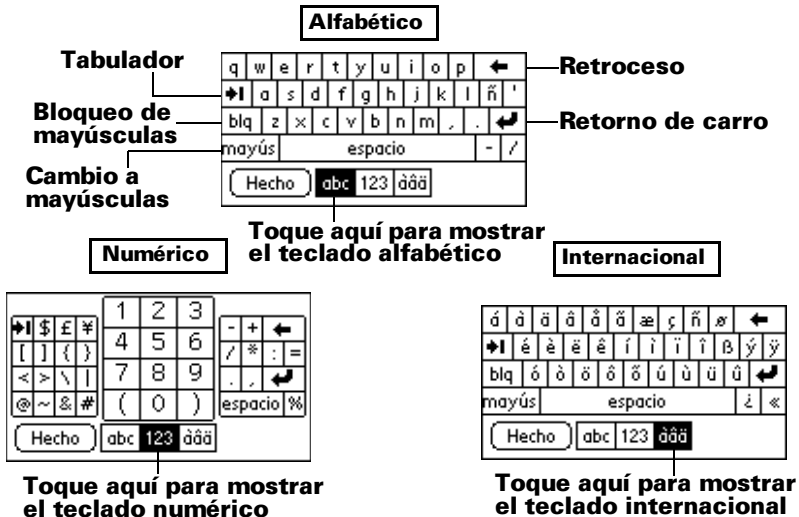 Alfabético
Tabulador
Bloqueo de
mayúsculas
Cambio a
mayúsculas
q w e r t y u i o p
a s d f g h j k l ñ '
blq z x c v b n m , .
mayús espacio - /
Hecho abc 123 àâä
Retroceso
Retorno de carro
Toque aquí para mostrar
el teclado alfabético
Numérico
$ £ ¥ 1 2 3 - +
[ ] { } 4 5 6 / * : =
< > \ | 7 8 9 . ,
@ ~ & # ( 0 ) espacio %
Hecho abc 123 àâä
Toque aquí para mostrar
el teclado numérico
Internacional
á à ä â å ã æ ç ñ ø
é è ë ê í ì ï î ß ý ÿ
blq ó ò ö ô õ ú ù ü û
mayús espacio ¿ «
Hecho abc 123 àâä
Toque aquí para mostrar
el teclado internacional